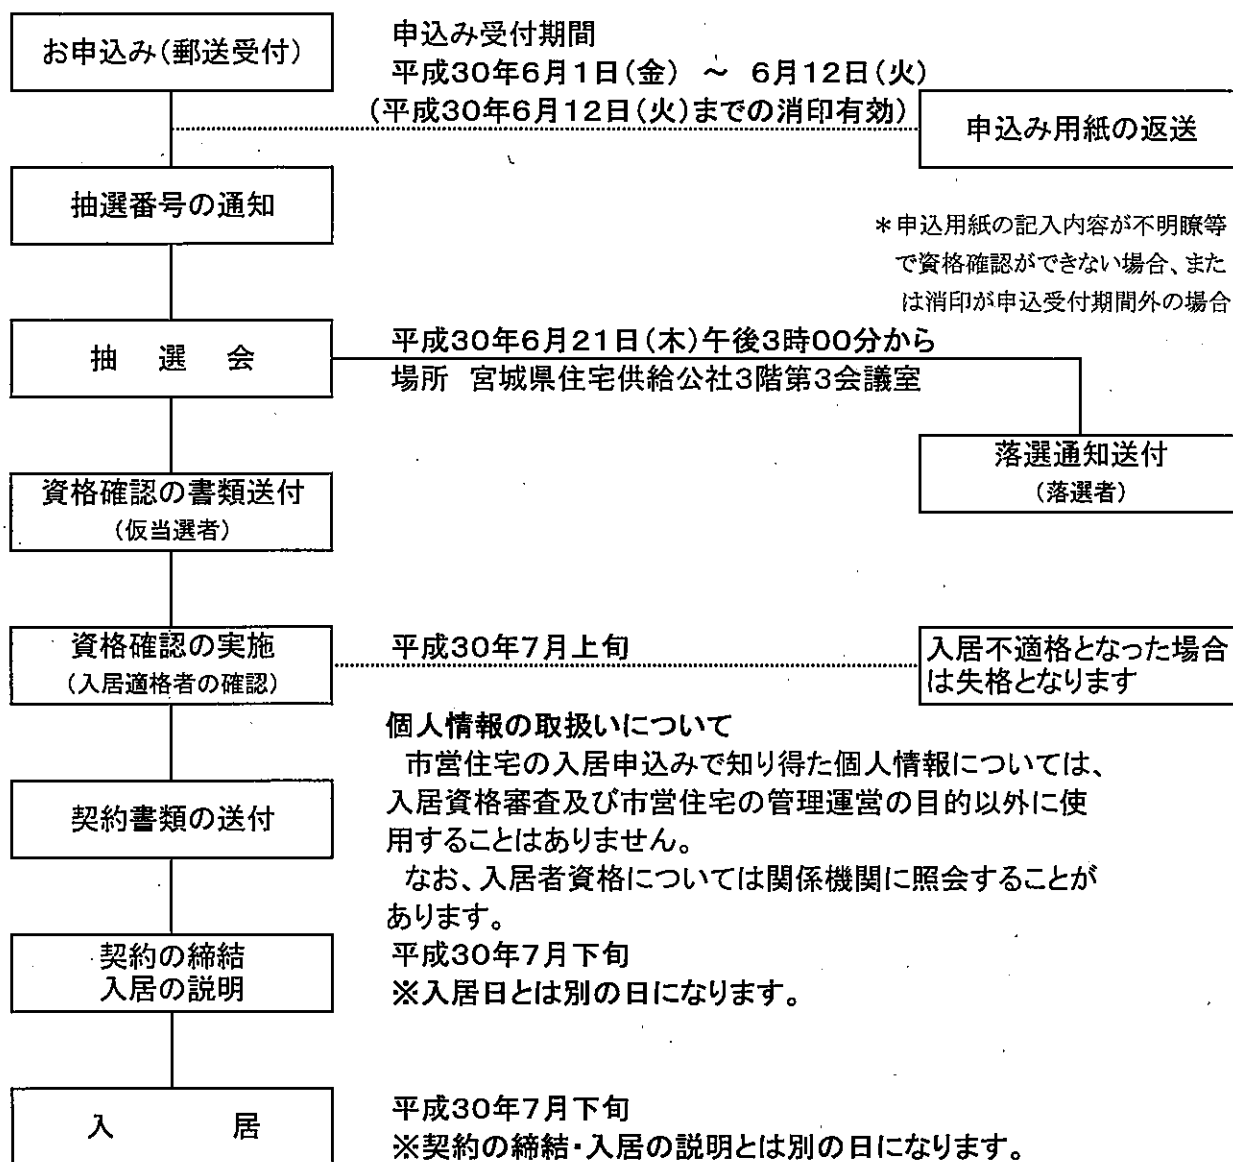 お申込み(郵送受付)
申込み受付期間
平成30年6月1日(金) ～ 6月12日(火)
(平成30年6月12日(火)までの消印有効)
申込み用紙の返送
抽選番号の通知
＊申込用紙の記入内容が不明瞭等
で資格確認ができない場合、また
は消印が申込受付期間外の場合
抽 選 会
平成30年6月21日(木)午後3時00分から
場所 宮城県住宅供給公社3階第3会議室
落選通知送付
(落選者)
資格確認の書類送付
(仮当選者)
資格確認の実施
(入居適格者の確認)
平成30年7月上旬
入居不適格となった場合
は失格となります
個人情報の取扱いについて
市営住宅の入居申込みで知り得た個人情報については、
入居資格審査及び市営住宅の管理運営の目的以外に使
用することはありません。
なお、入居者資格については関係機関に照会することが
あります。
契約書類の送付
契約の締結
入居の説明
平成30年7月下旬
※入居日とは別の日になります。
入 居
平成30年7月下旬
※契約の締結・入居の説明とは別の日になります。